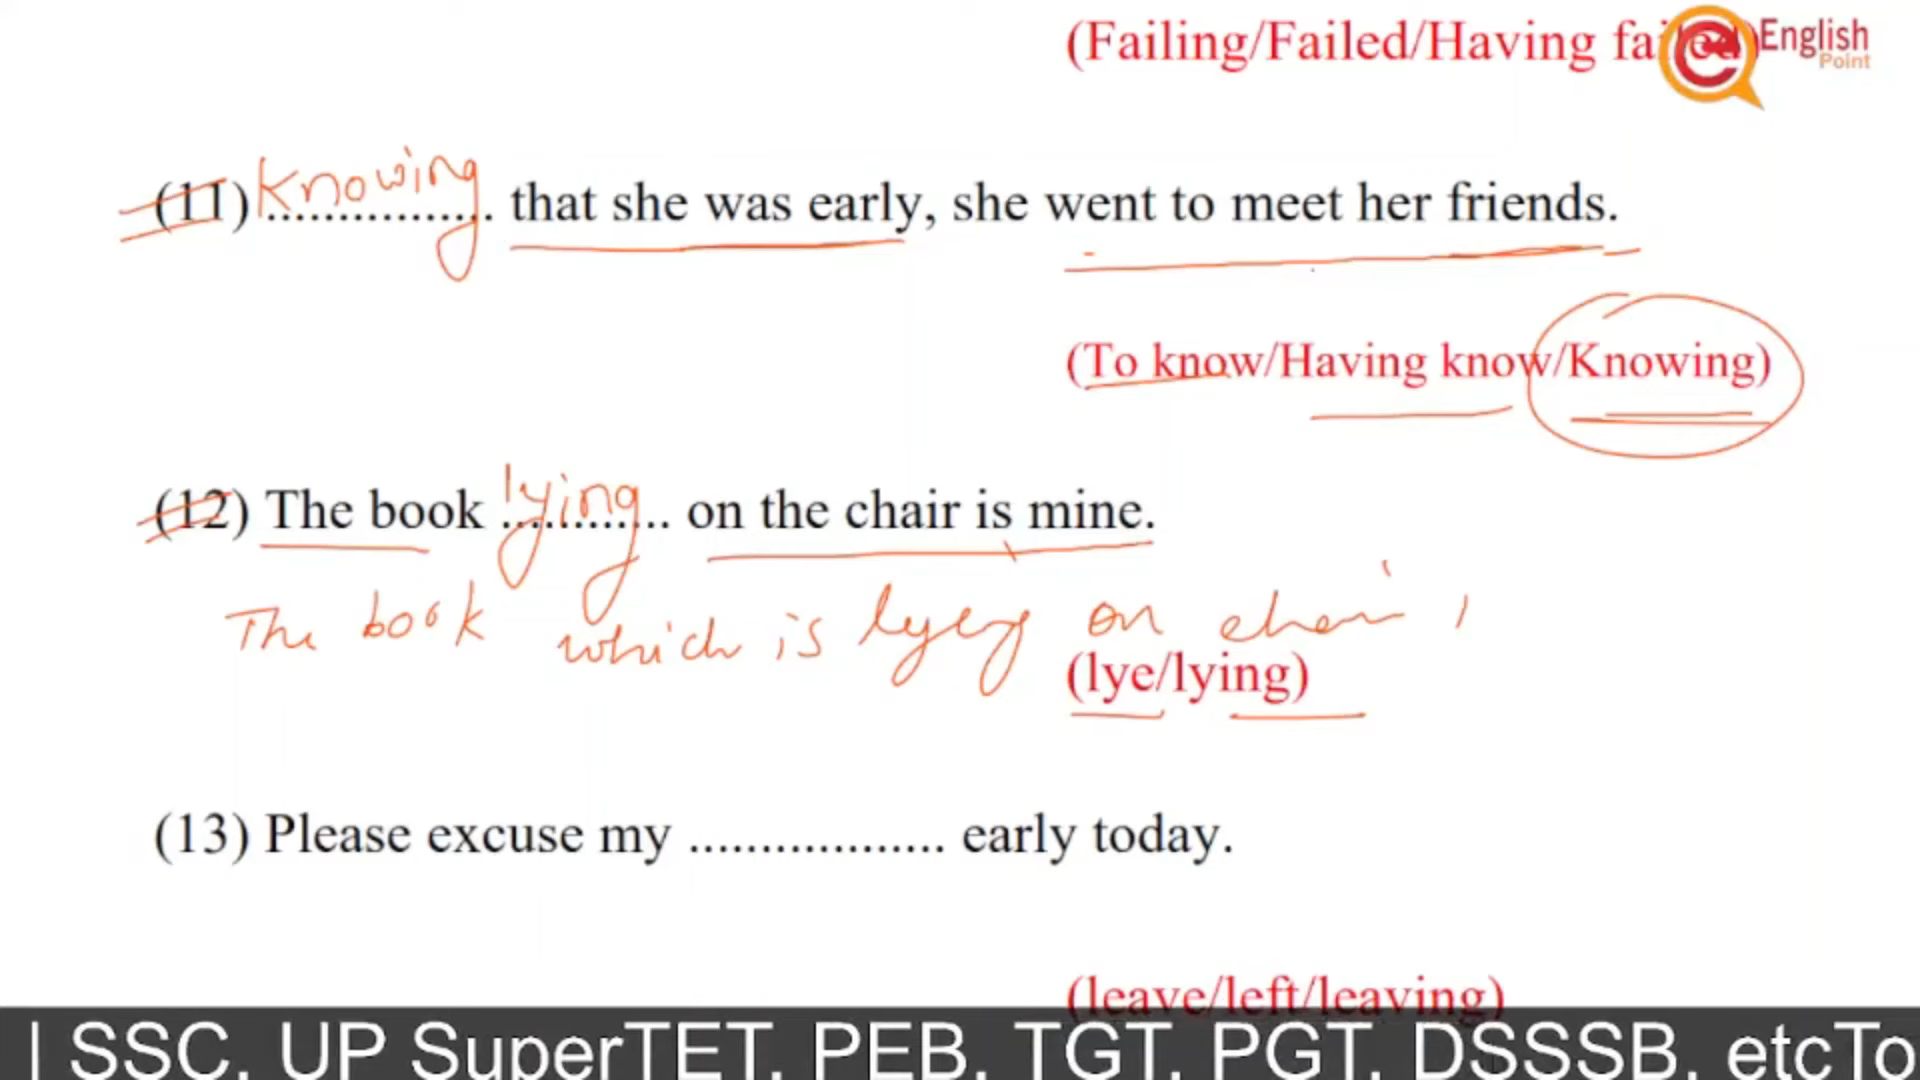 (Failing/Failed/Having failed)
English
Point
(11) Knowing ................ that she was early, she went to meet her friends.
(To know/Having know/Knowing)
(12) The book lying ............ on the chair is mine.
The book which is lying on chair
(lye/lying)
(13) Please excuse my .................. early today.
(leave/left/leaving)
| SSC, UP SuperTET, PEB, TGT, PGT, DSSSB, etcTo